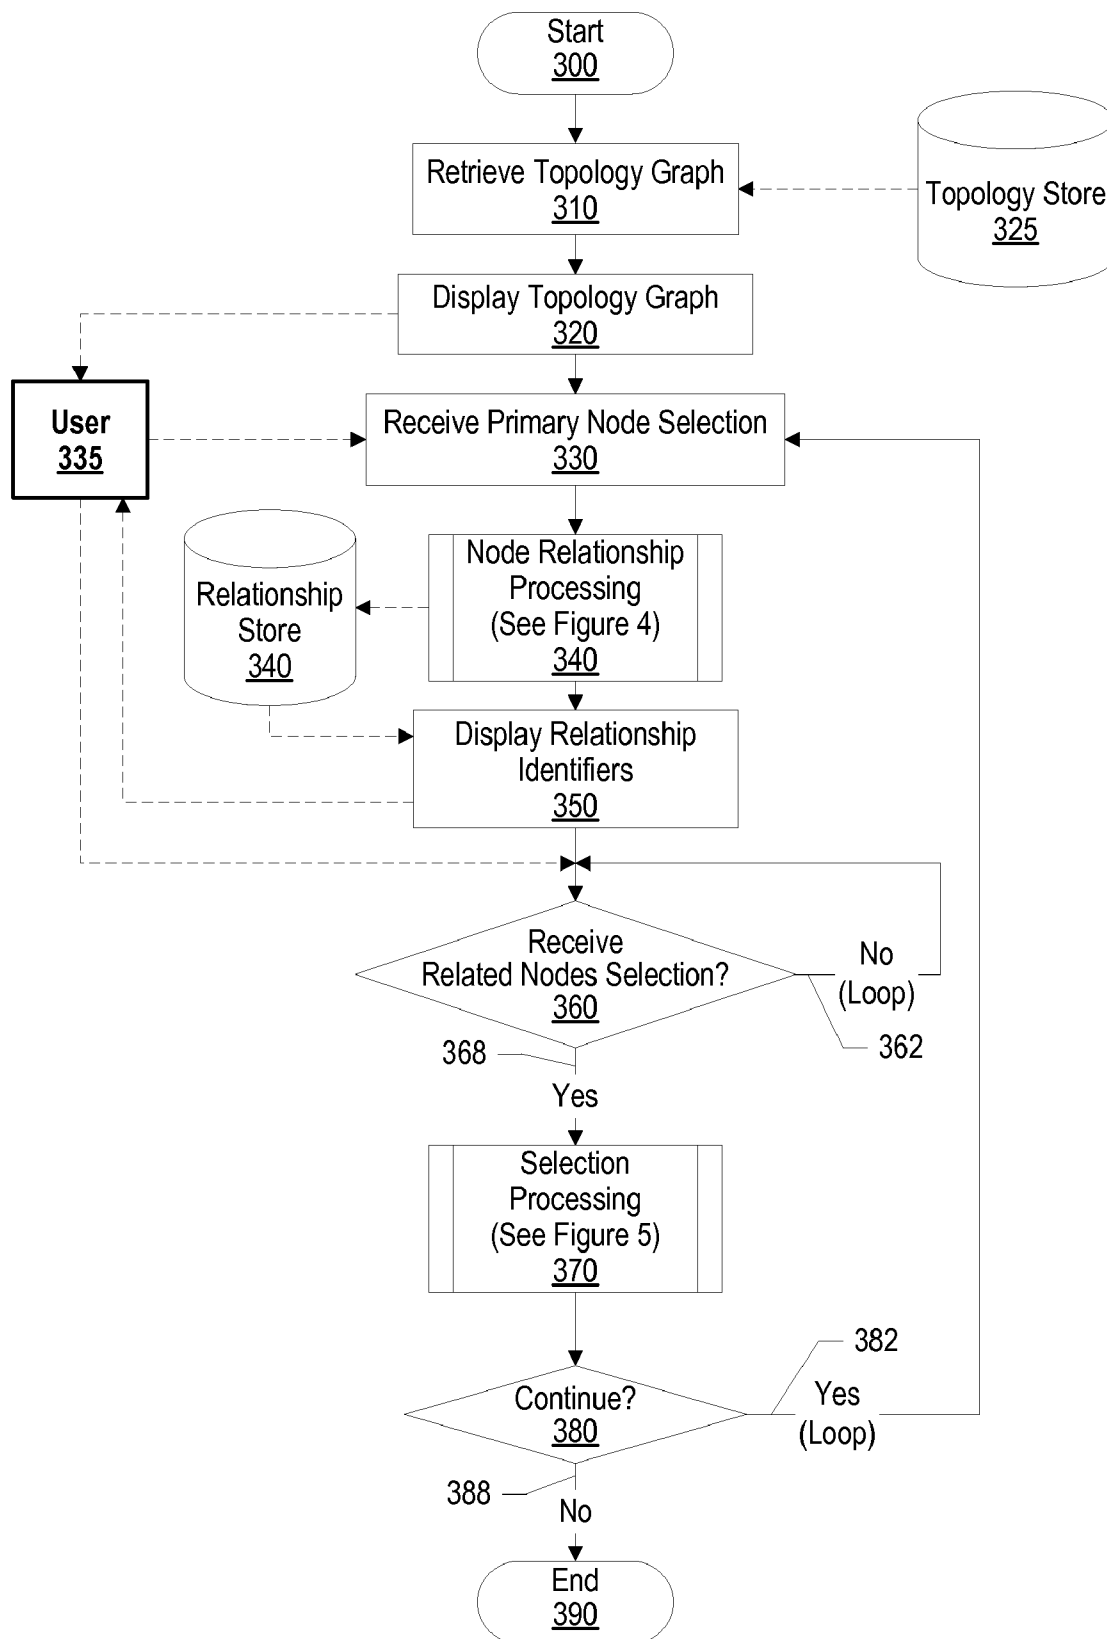 Start
300
Retrieve Topology Graph
310
Topology Store
325
Display Topology Graph
320
User
335
Receive Primary Node Selection
330
Node Relationship
Processing
(See Figure 4)
340
Relationship
Store
340
Display Relationship
Identifiers
350
Receive
Related Nodes Selection?
360
No
(Loop)
362
368
Yes
Selection
Processing
(See Figure 5)
370
382
Continue?
380
Yes
(Loop)
388
No
End
390